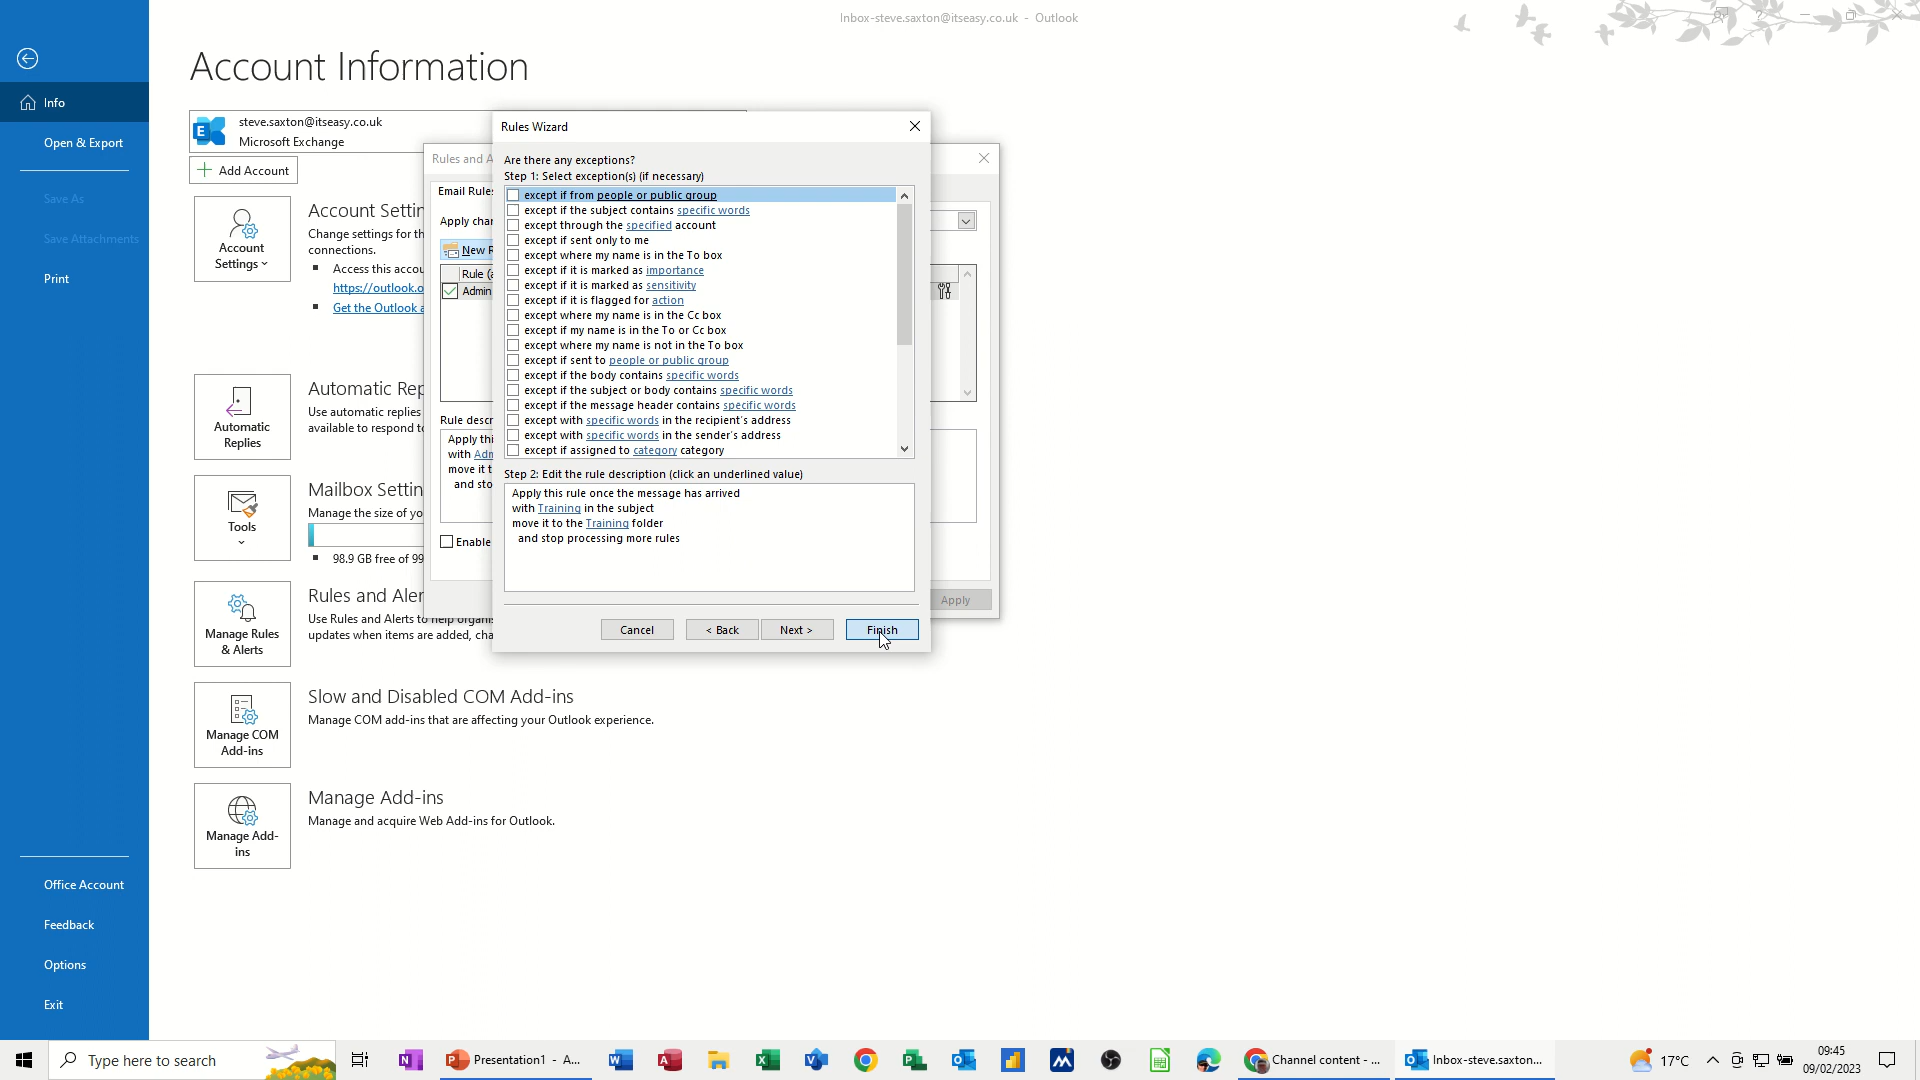 Inbox-steve.saxton@itseasy.co.uk - Outlook
Account Information
Info
Open & Export
Save As
Save Attachments
Print
Office Account
Feedback
Options
Exit
steve.saxton@itseasy.co.uk
Microsoft Exchange
Add Account
Account
Settings
Account Settin
Change settings for th
connections.
Access this accou
https://outlook.o
Get the Outlook a
Automatic
Replies
Automatic Rep
Use automatic replies
available to respond to
Tools
Mailbox Settin
Manage the size of yo
98.9 GB free of 99
Manage Rules
& Alerts
Rules and Aler
Use Rules and Alerts to help organis
updates when items are added, cha
Manage COM
Add-ins
Slow and Disabled COM Add-ins
Manage COM add-ins that are affecting your Outlook experience.
Manage Add-
ins
Manage Add-ins
Manage and acquire Web Add-ins for Outlook.
Rules and A
Email Rules
Apply chan
New R
Rule (a
Admin
Rule descr
Apply thi
with Adm
move it t
and sto
Enable
Apply
Rules Wizard
Are there any exceptions?
Step 1: Select exception(s) (if necessary)
except if from people or public group
except if the subject contains specific words
except through the specified account
except if sent only to me
except where my name is in the To box
except if it is marked as importance
except if it is marked as sensitivity
except if it is flagged for action
except where my name is in the Cc box
except if my name is in the To or Cc box
except where my name is not in the To box
except if sent to people or public group
except if the body contains specific words
except if the subject or body contains specific words
except if the message header contains specific words
except with specific words in the recipient's address
except with specific words in the sender's address
except if assigned to category category
Step 2: Edit the rule description (click an underlined value)
Apply this rule once the message has arrived
with Training in the subject
move it to the Training folder
and stop processing more rules
Cancel
< Back
Next >
Finish
Type here to search
Presentation1 - A...
Channel content - ...
Inbox-steve.saxton...
17°C
09:45
09/02/2023